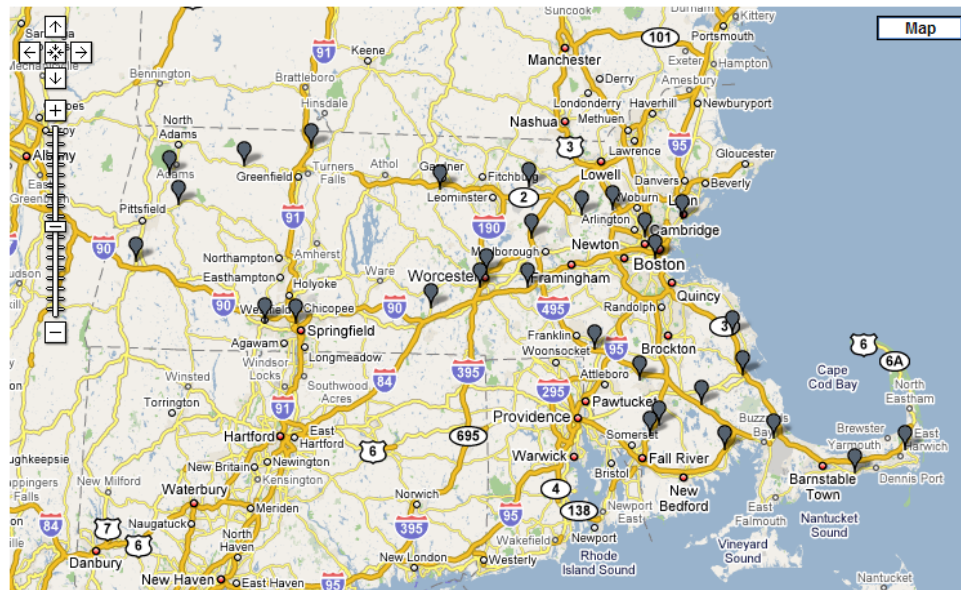 Suncook
Durham
Kittery
Portsmouth
Map
101
Exeter
Hampton
91
Keene
Manchester
Bennington
Brattleboro
Derry
Amesbury
Londonderry
Haverhill
Newburyport
Hinsdale
Methuen
Nashua
North
Adams
Lawrence
3
95
Albany
Gloucester
Turners
Falls
Athol
Gardner
Fitchburg
Lowell
Danvers
Beverly
Adams
Greenfield
Leominster
2
Woburn
Lynn
Pittsfield
91
190
Arlington
Cambridge
90
Amherst
Marlborough
Newton
Northampton
Boston
Easthampton
Ware
Worcester
Framingham
Holyoke
Quincy
90
Westfield
Chicopee
90
495
Randolph
Springfield
Franklin
95
3
Agawam
Brockton
6
Longmeadow
Woonsocket
6A
Windsor
Locks
395
Attleboro
Cape
Cod Bay
Winsted
84
Southwood
Acres
295
North
Eastham
Torrington
91
Pawtucket
Providence
Buzzards
Bay
Brewster
Hartford
East
Hartford
695
Somerset
Yarmouth
East
Harwich
6
Warwick
Fall River
Barnstable
Town
Dennis Port
New Britain
Newington
Bristol
Kensington
New
Bedford
New Milford
Waterbury
Norwich
4
East
Falmouth
Nantucket
Sound
Meriden
138
Newport
East
84
7
Naugatuck
395
95
6
North
Haven
Wakefield
Newport
Vineyard
Sound
Danbury
New London
Westerly
Rhode
Island Sound
New Haven
East Haven
95
Nantucket